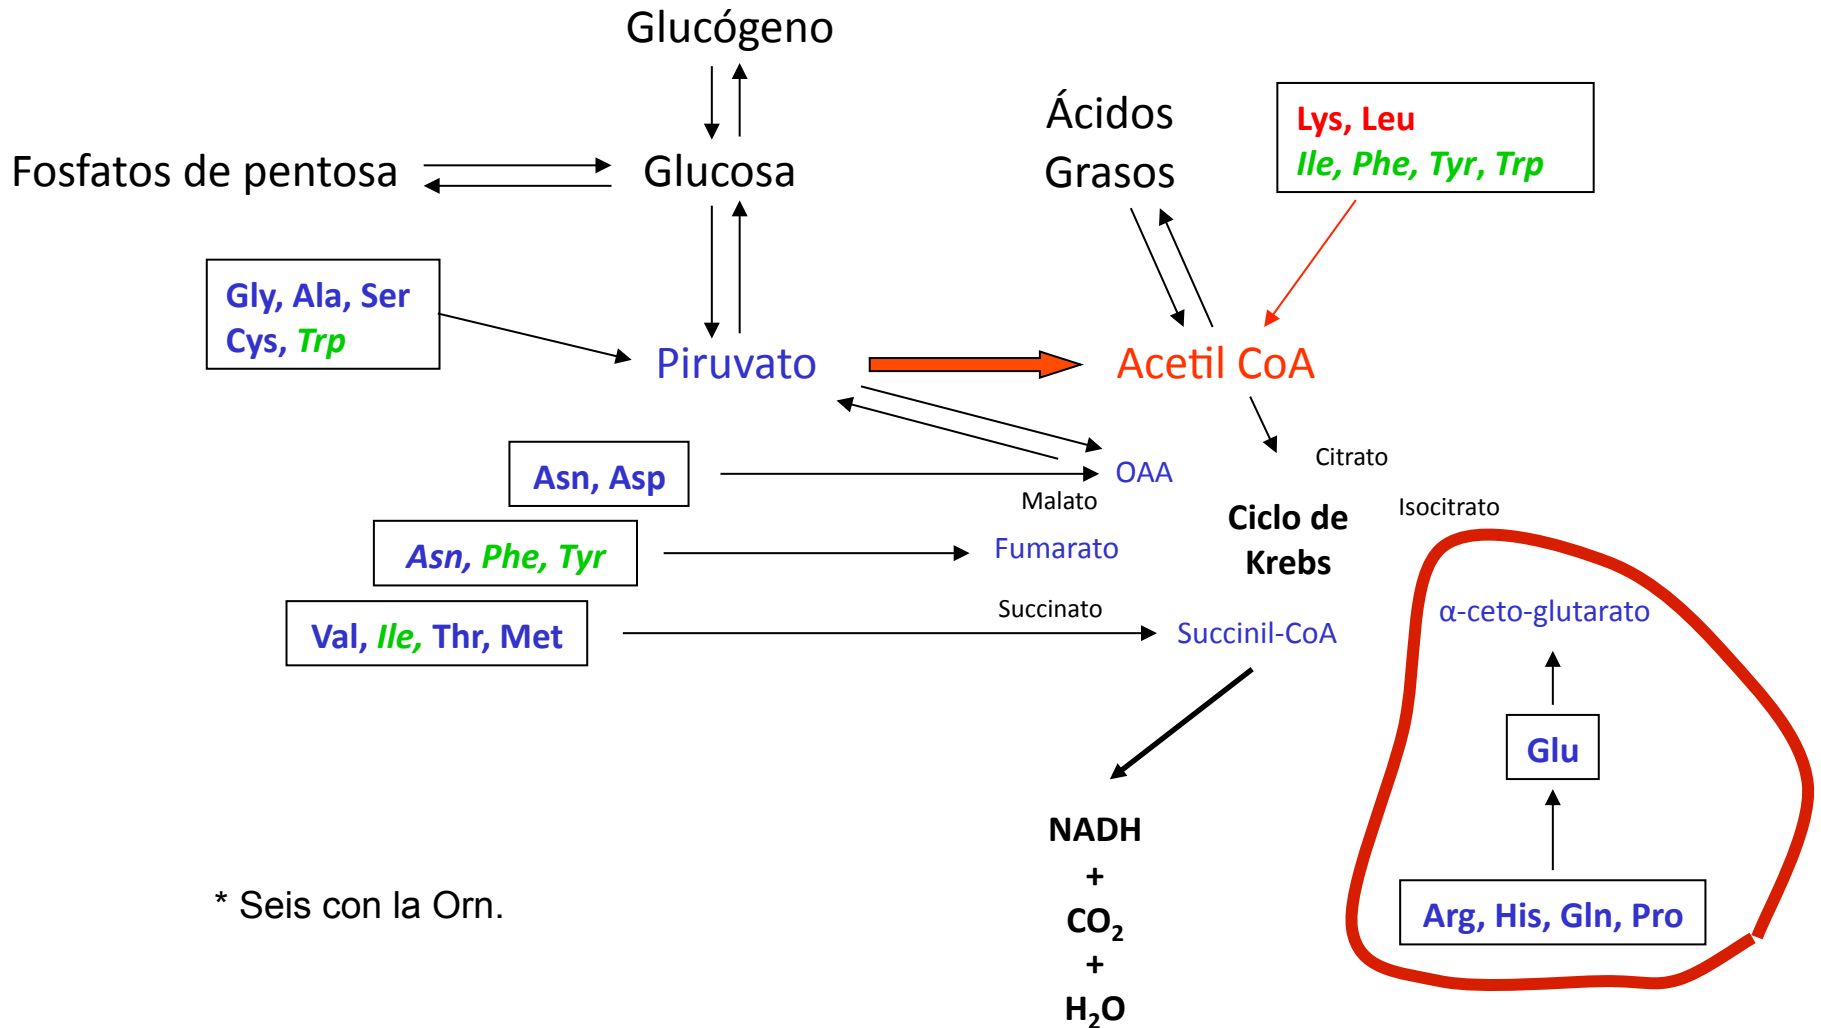 Glucógeno
Ácidos
Grasos
Lys, Leu
Ile, Phe, Tyr, Trp
Fosfatos de pentosa
Glucosa
Gly, Ala, Ser
Cys, Trp
Piruvato
Acetil CoA
Asn, Asp
OAA
Citrato
Malato
Isocitrato
Ciclo de
Krebs
Asn, Phe, Tyr
Fumarato
Succinato
Val, Ile, Thr, Met
Succinil-CoA
α-ceto-glutarato
Glu
Arg, His, Gln, Pro
NADH
+
CO₂
+
H₂O
* Seis con la Orn.